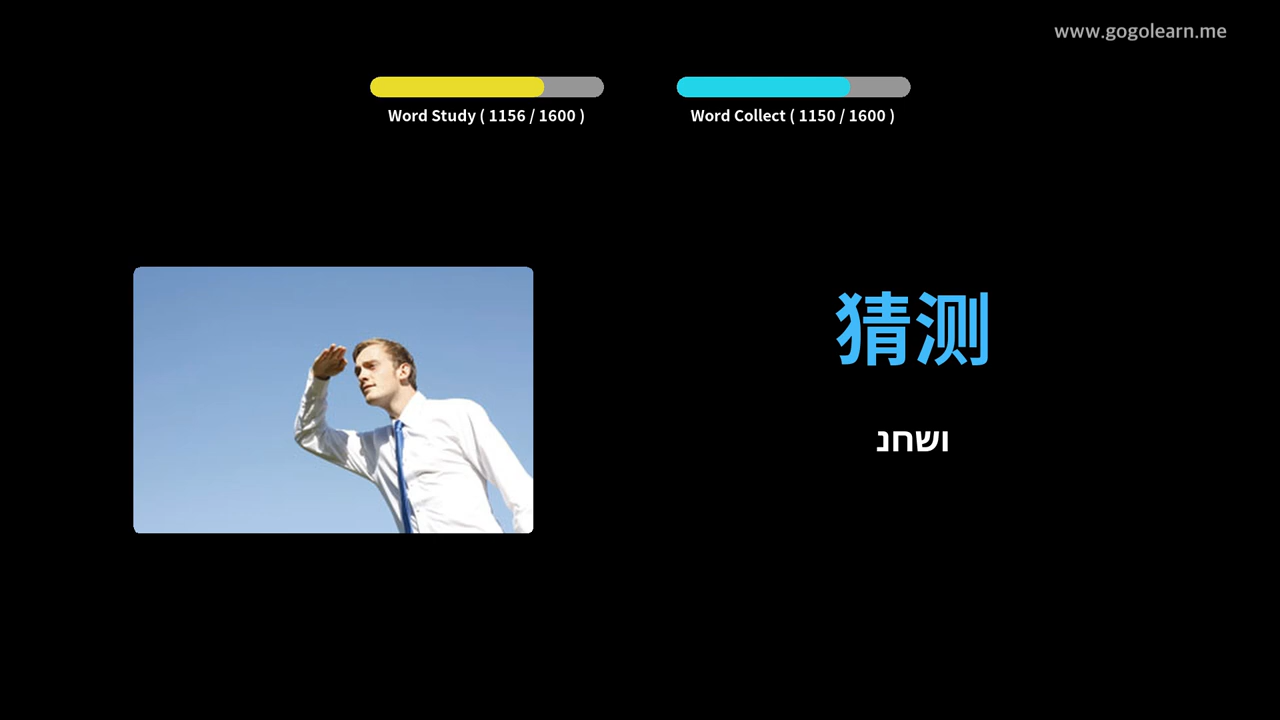 www.gogolearn.me
Word Study ( 1156 / 1600 )
Word Collect ( 1150 / 1600 )
猜测
ושחנ